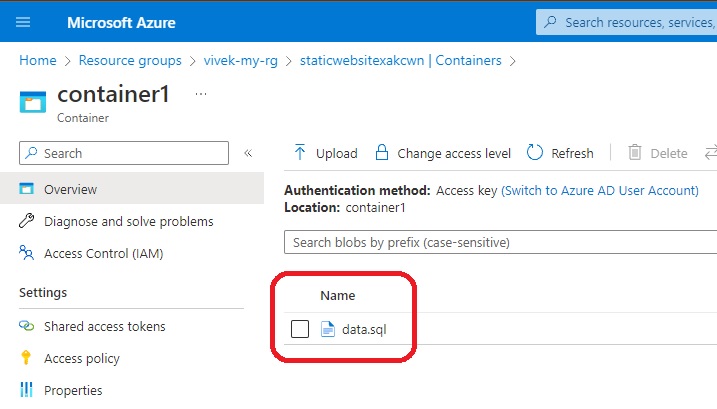 Microsoft Azure
Search resources, services,
Home > Resource groups > vivek-my-rg > staticwebsitexakcwn | Containers >
container1 ...
Container
Search «
Upload Change access level Refresh Delete
Overview
Authentication method: Access key (Switch to Azure AD User Account)
Location: container1
Diagnose and solve problems
Access Control (IAM)
Search blobs by prefix (case-sensitive)
Settings
Name
Shared access tokens
data.sql
Access policy
Properties